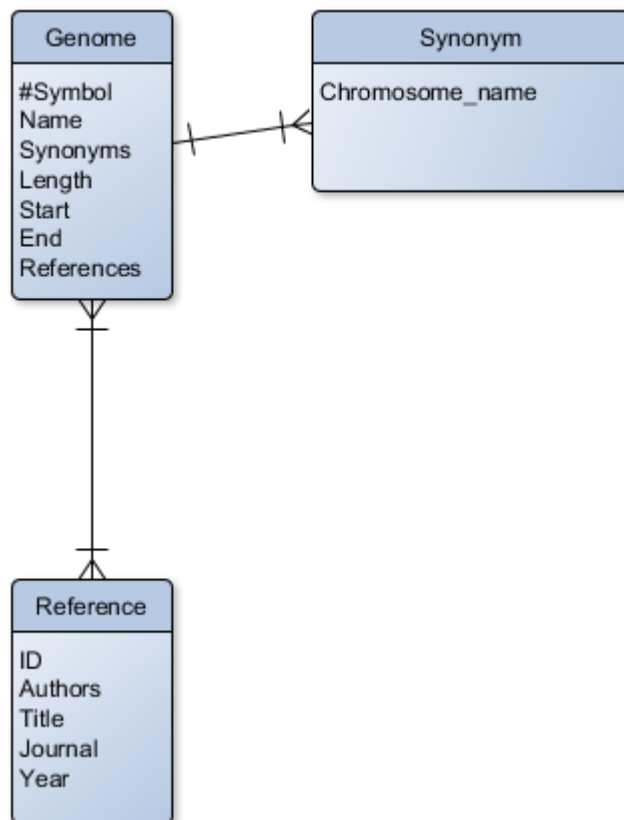 Genome
#Symbol
Name
Synonyms
Length
Start
End
References
Synonym
Chromosome_name
Reference
ID
Authors
Title
Journal
Year